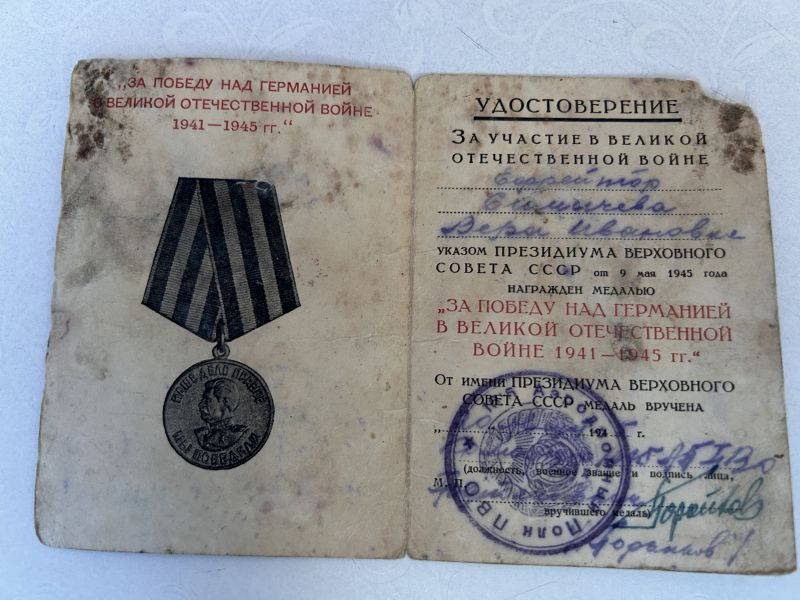 „ЗА ПОБЕДУ НАД ГЕРМАНИЕЙ
В ВЕЛИКОЙ ОТЕЧЕСТВЕННОЙ ВОЙНЕ
1941—1945 гг.“
НАШЕ ДЕЛО ПРАВОЕ
МЫ ПОБЕДИЛИ
УДОСТОВЕРЕНИЕ
ЗА УЧАСТИЕ В ВЕЛИКОЙ
ОТЕЧЕСТВЕННОЙ ВОЙНЕ
Ефрейтор
Вера Ивановна
УКАЗОМ ПРЕЗИДИУМА ВЕРХОВНОГО
СОВЕТА СССР от 9 мая 1945 года
НАГРАЖДЕН МЕДАЛЬЮ
„ЗА ПОБЕДУ НАД ГЕРМАНИЕЙ
В ВЕЛИКОЙ ОТЕЧЕСТВЕННОЙ
ВОЙНЕ 1941—1945 гг.“
От имени ПРЕЗИДИУМА ВЕРХОВНОГО
СОВЕТА СССР МЕДАЛЬ ВРУЧЕНА
194 г.
(должность, военное звание и подпись лица,
М. П.
вручившего медаль)
Полк ПВО